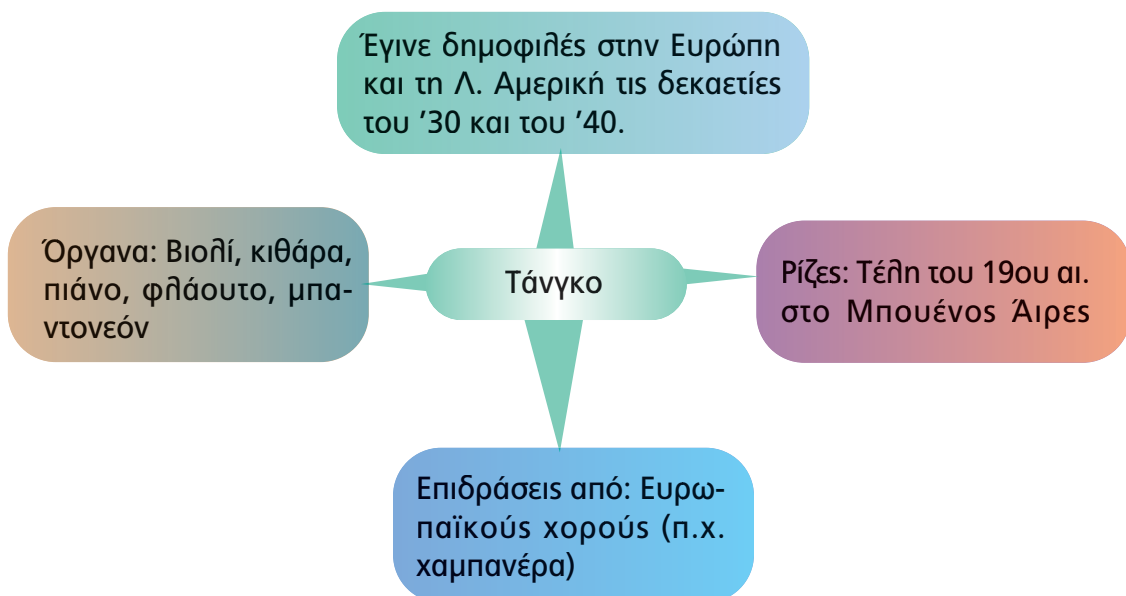 Έγινε δημοφιλές στην Ευρώπη
και τη Λ. Αμερική τις δεκαετίες
του ’30 και του ’40.
Όργανα: Βιολί, κιθάρα,
πιάνο, φλάουτο, μπα-
ντονεόν
Τάνγκο
Ρίζες: Τέλη του 19ου αι.
στο Μπουένος Άιρες
Επιδράσεις από: Ευρω-
παϊκούς χορούς (π.χ.
χαμπανέρα)